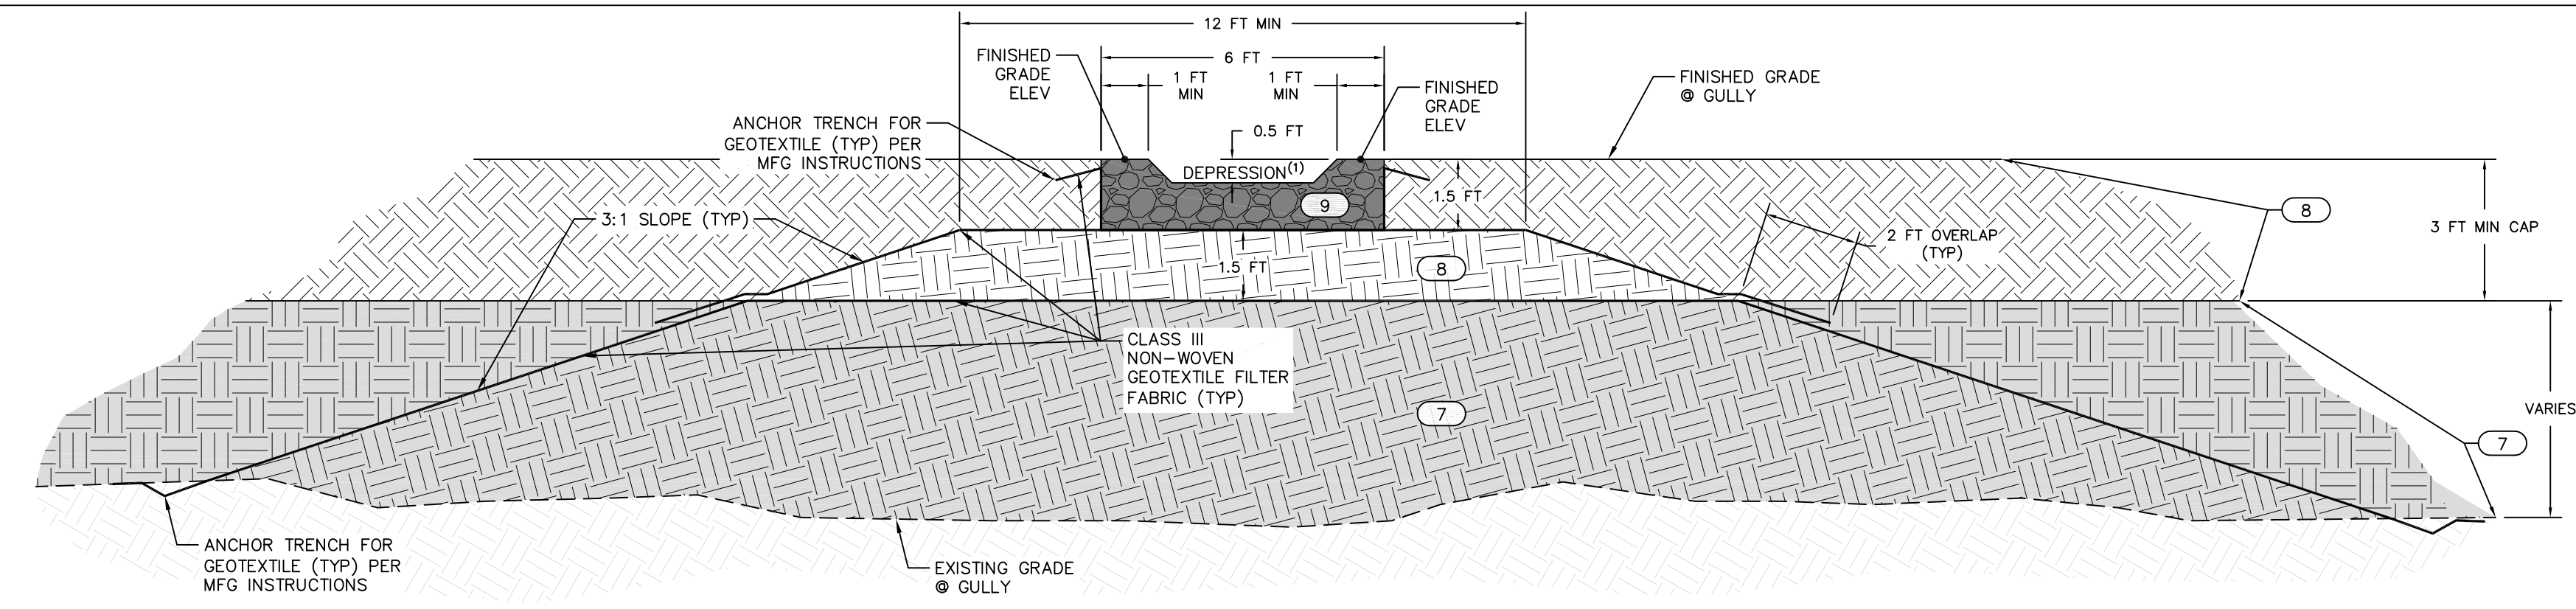 12 FT MIN
FINISHED
GRADE
ELEV
6 FT
1 FT
MIN
1 FT
MIN
FINISHED
GRADE
ELEV
FINISHED GRADE
@ GULLY
ANCHOR TRENCH FOR
GEOTEXTILE (TYP) PER
MFG INSTRUCTIONS
0.5 FT
DEPRESSION(1)
1.5 FT
9
8
3 FT MIN CAP
3:1 SLOPE (TYP)
2 FT OVERLAP
(TYP)
1.5 FT
8
CLASS III
NON-WOVEN
GEOTEXTILE FILTER
FABRIC (TYP)
7
VARIES
7
ANCHOR TRENCH FOR
GEOTEXTILE (TYP) PER
MFG INSTRUCTIONS
EXISTING GRADE
@ GULLY